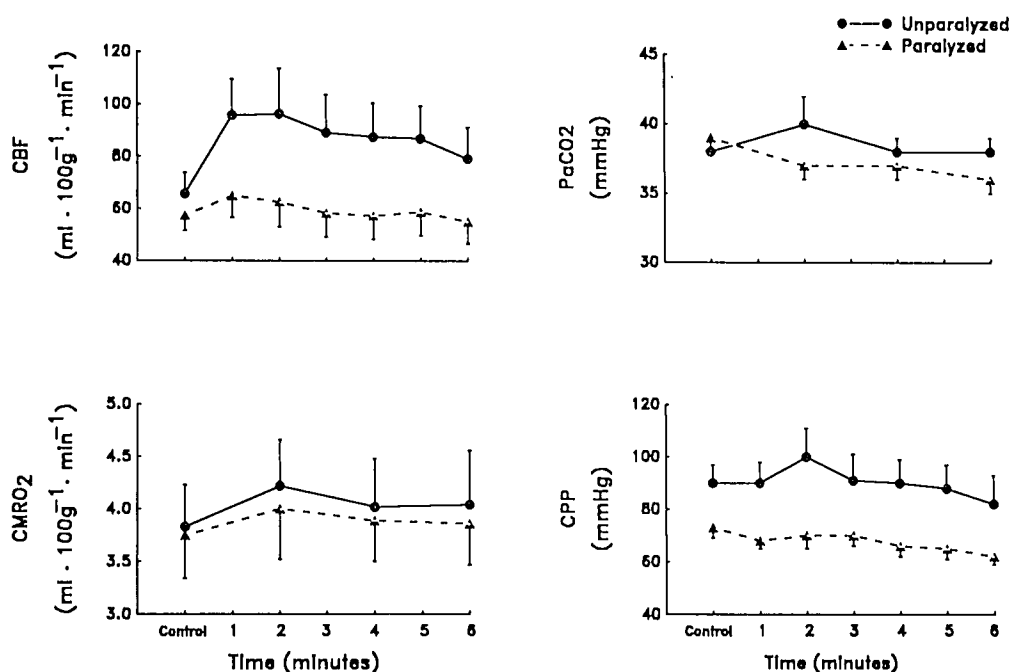 Unparalyzed
Paralyzed
CBF
(ml · 100g⁻¹ · min⁻¹)
120
100
80
60
40
PaCO2
(mmHg)
45
40
35
30
CMRO₂
(ml · 100g⁻¹ · min⁻¹)
5.0
4.5
4.0
3.5
3.0
Control 1 2 3 4 5 6
Time (minutes)
CPP
(mmHg)
120
100
80
60
40
Control 1 2 3 4 5 6
Time (minutes)